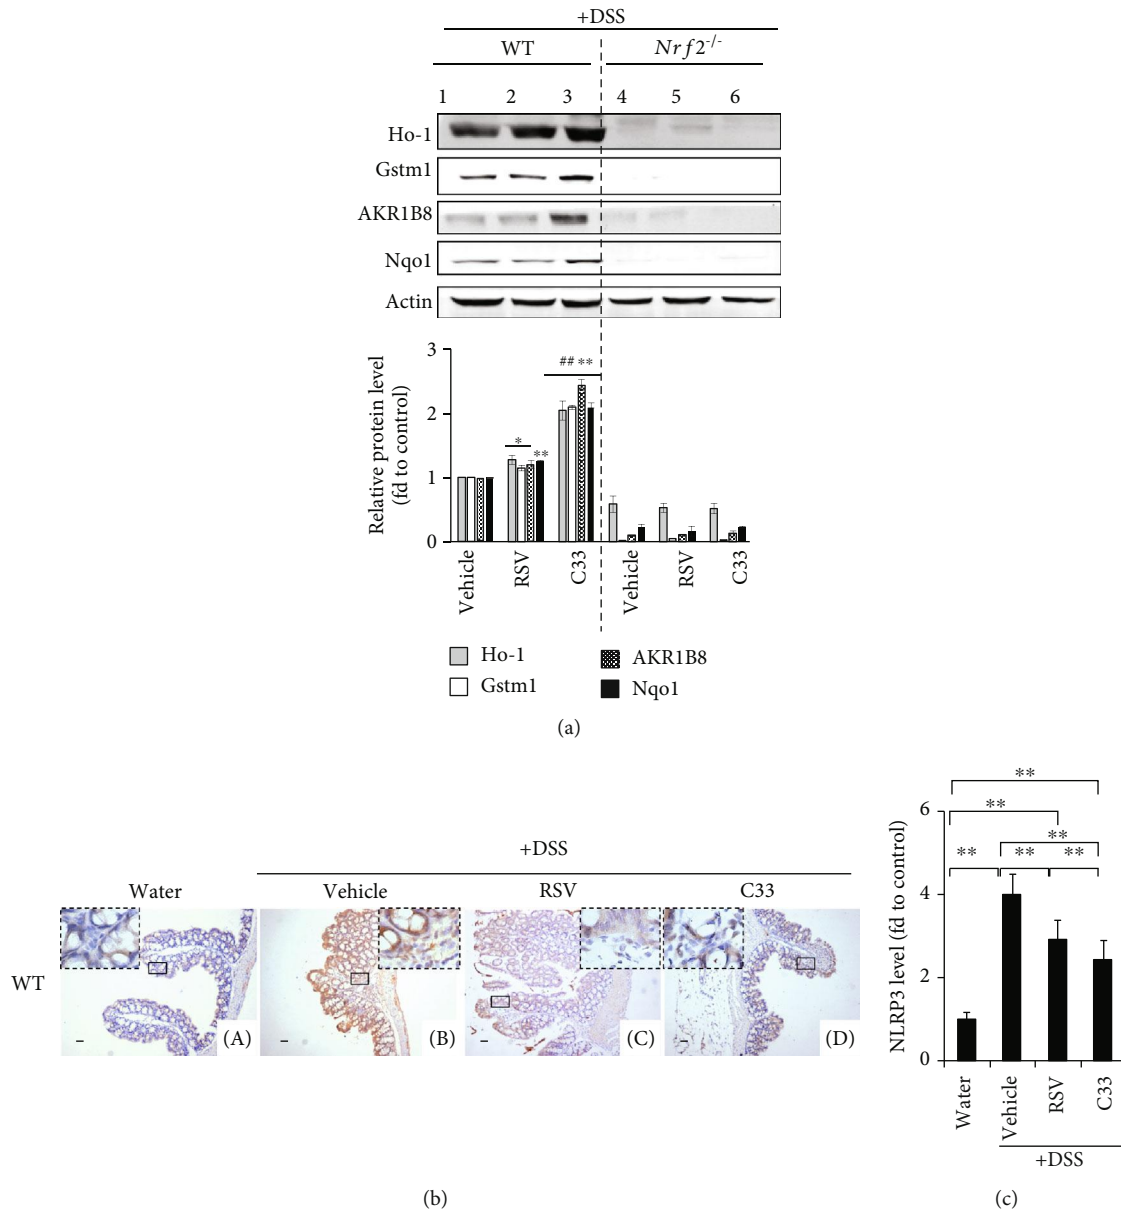 +DSS
WT Nrf2-/-
1 2 3 4 5 6
Ho-1
Gstm1
AKR1B8
Nqo1
Actin
Relative protein level
(fd to control)
3
2
1
0
## **
* **
Vehicle RSV C33 Vehicle RSV C33
Ho-1 AKR1B8
Gstm1 Nqo1
(a)
+DSS
Water Vehicle RSV C33
WT
(A) (B) (C) (D)
(b)
NLRP3 level (fd to control)
6
4
2
0
**
**
**
** ** **
Water Vehicle RSV C33
+DSS
(c)